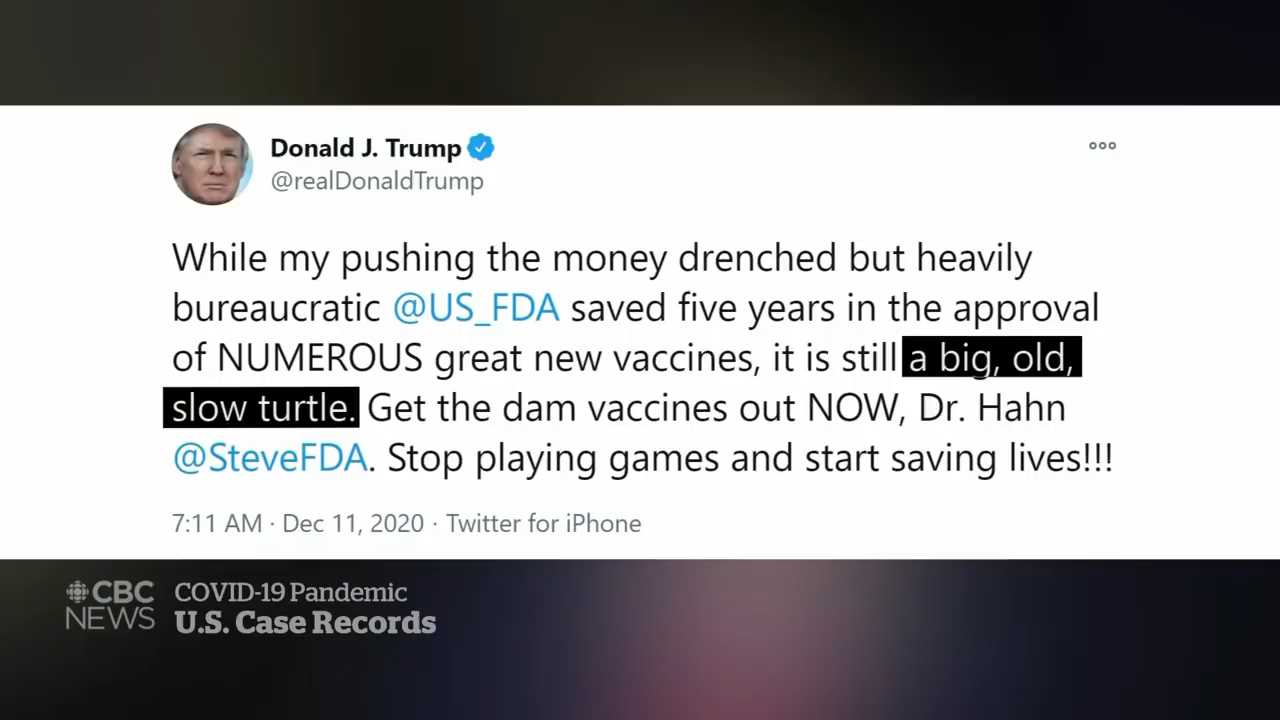 Donald J. Trump
@realDonaldTrump
While my pushing the money drenched but heavily
bureaucratic @US_FDA saved five years in the approval
of NUMEROUS great new vaccines, it is still a big, old,
slow turtle. Get the dam vaccines out NOW, Dr. Hahn
@SteveFDA. Stop playing games and start saving lives!!!
7:11 AM · Dec 11, 2020 · Twitter for iPhone
CBC NEWS
COVID-19 Pandemic
U.S. Case Records